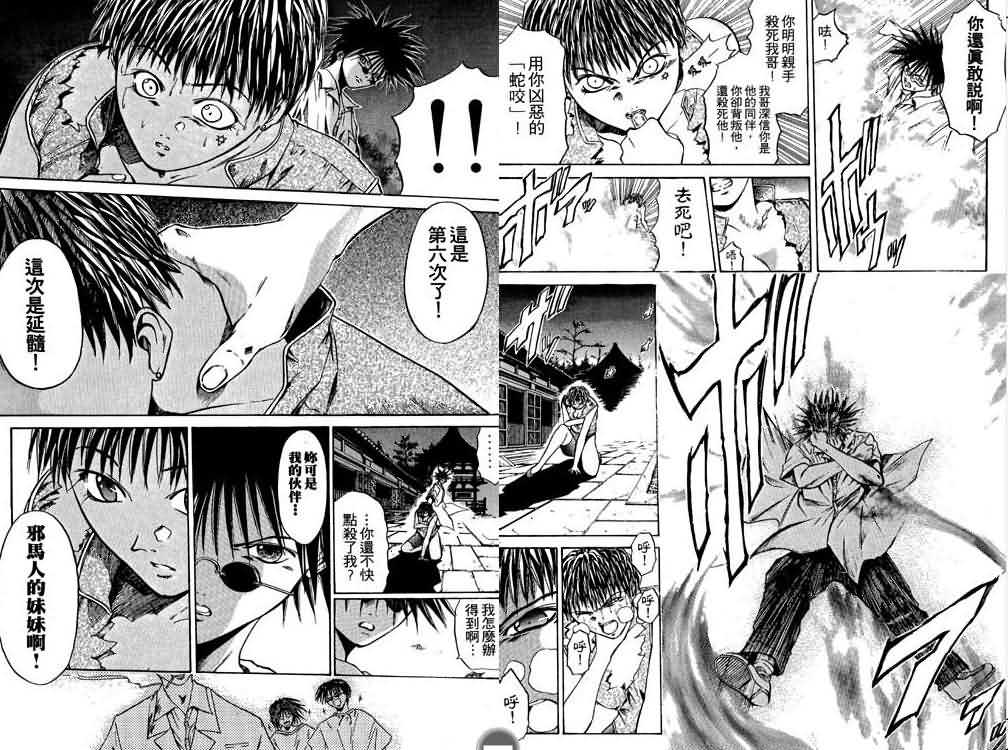 你還真敢説啊!
呿!
你明明親手
殺死我哥!
我哥深信你是
他的同伴,
你卻背叛他,
還殺死他!
唔!
去死吧!
呼!
呼!
呼!
呼!
!!
用你凶惡的
「蛇咬」!
這是
第六次了!
這次是延髓!
………
…你還不快
點殺了我?
我怎麼辦
得到啊…
妳可是
我的伙伴…
邪馬人的妹妹啊!